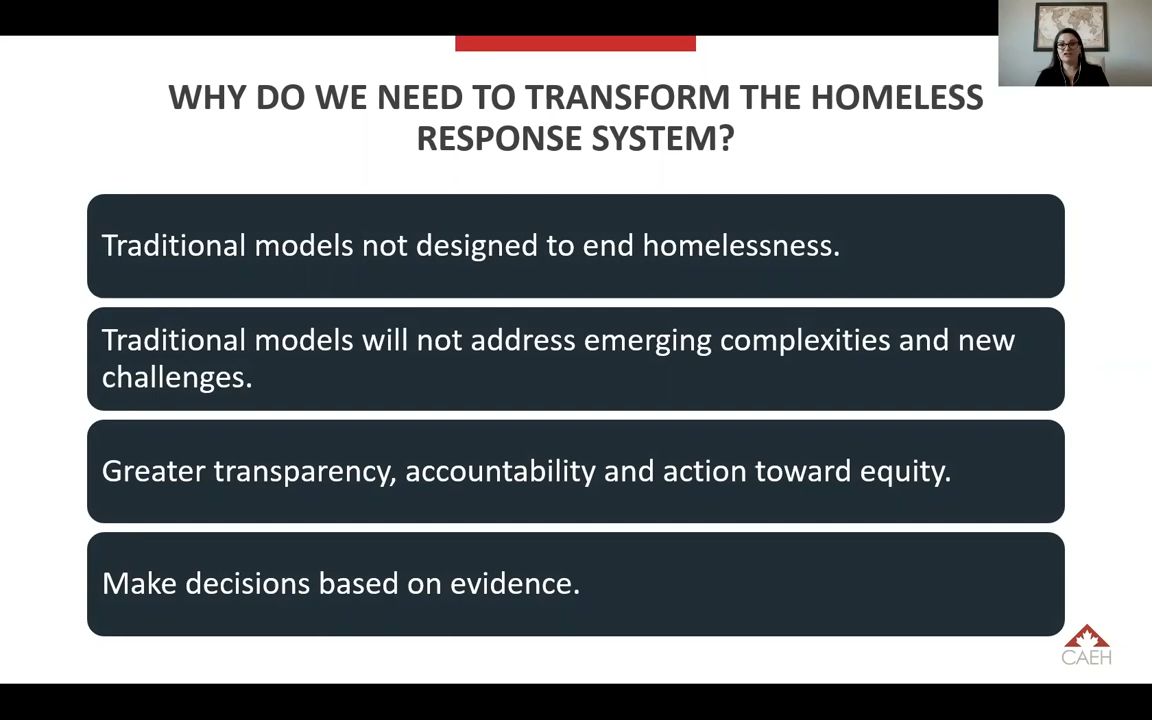 WHY DO WE NEED TO TRANSFORM THE HOMELESS
RESPONSE SYSTEM?
Traditional models not designed to end homelessness.
Traditional models will not address emerging complexities and new
challenges.
Greater transparency, accountability and action toward equity.
Make decisions based on evidence.
CAEH